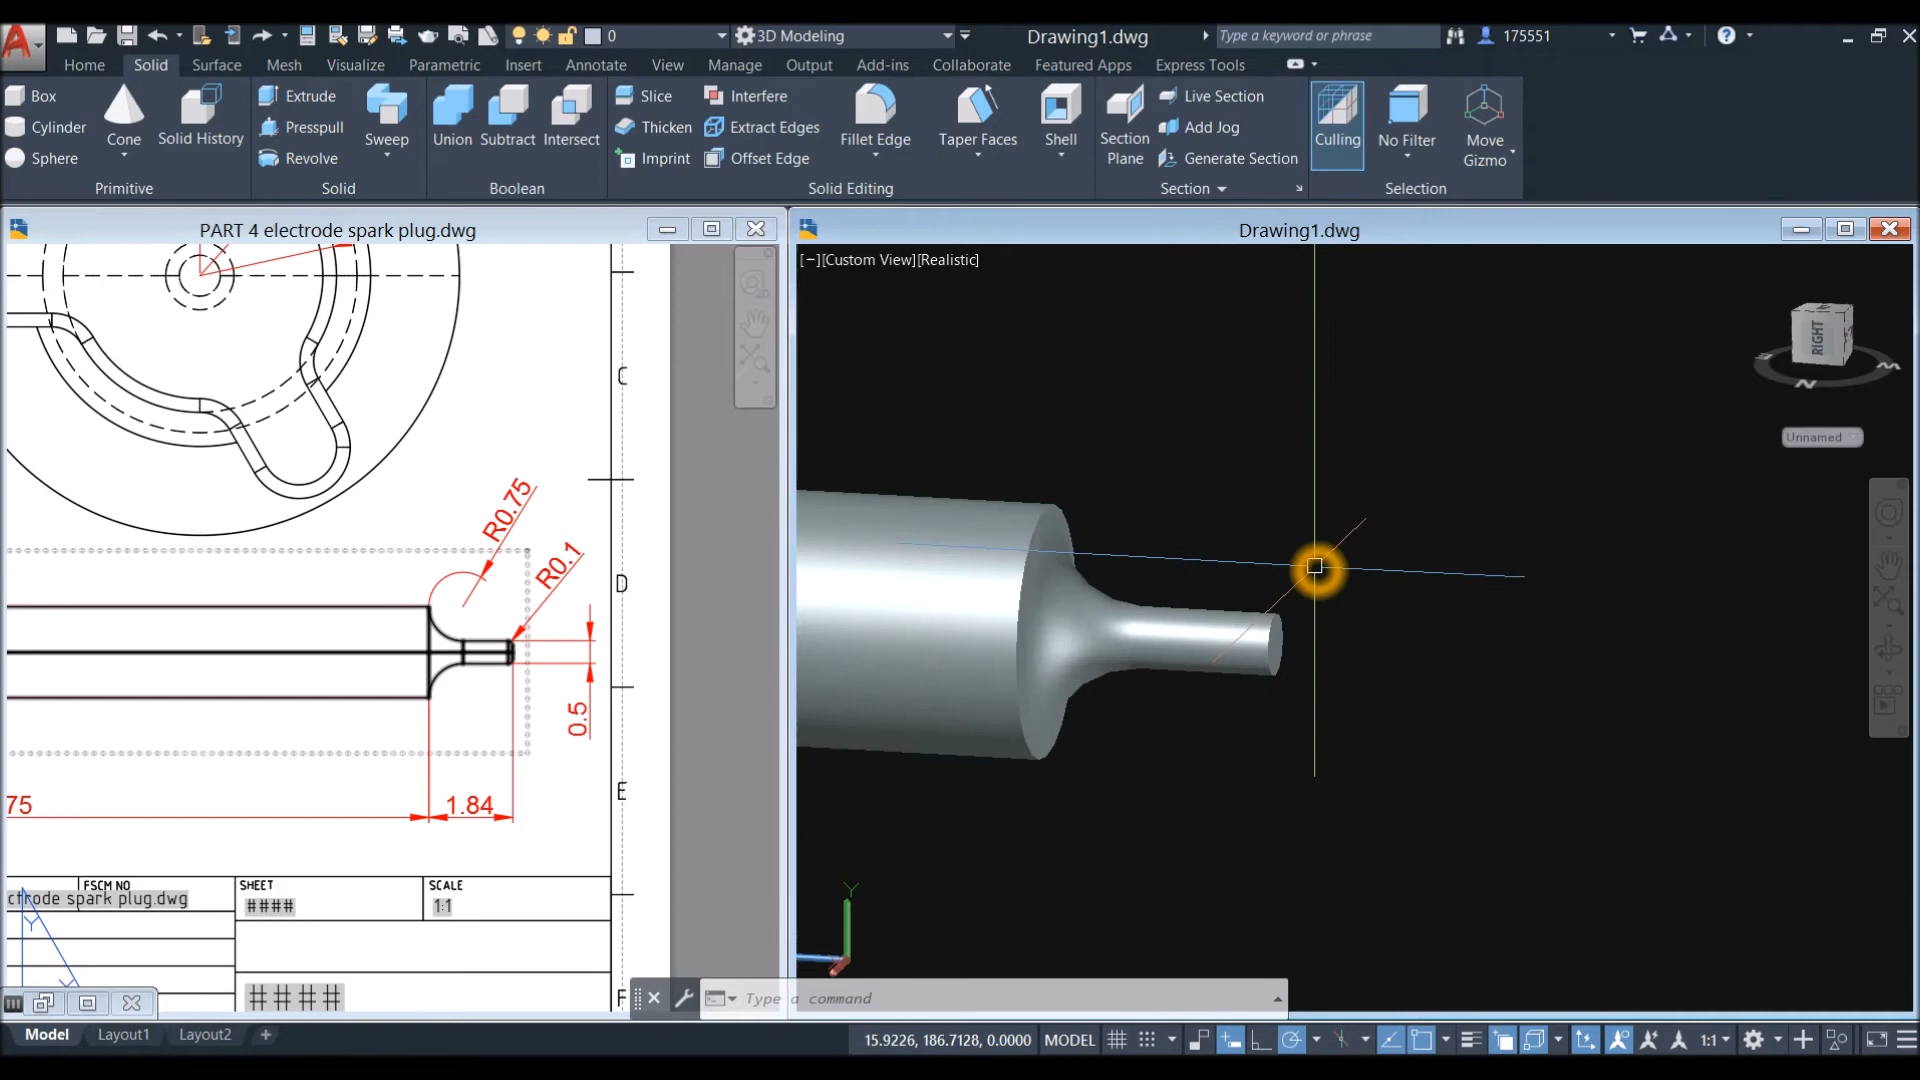 0
3D Modeling
Drawing1.dwg
Type a keyword or phrase
175551
Home Solid Surface Mesh Visualize Parametric Insert Annotate View Manage Output Add-ins Collaborate Featured Apps Express Tools
Box
Cylinder
Sphere
Cone
Solid History
Primitive
Extrude
Presspull
Revolve
Sweep
Solid
Union
Subtract
Intersect
Boolean
Slice
Thicken
Imprint
Interfere
Extract Edges
Offset Edge
Fillet Edge
Taper Faces
Shell
Solid Editing
Section
Plane
Live Section
Add Jog
Generate Section
Section
Culling
No Filter
Move
Gizmo
Selection
PART 4 electrode spark plug.dwg
Drawing1.dwg
[−][Custom View][Realistic]
RIGHT
Unnamed
C
D
E
F
R0.75
R0.1
0.5
75
1.84
FSCM NO
ctrode spark plug.dwg
SHEET
####
SCALE
1:1
####
Y
Y
Type a command
Model Layout1 Layout2 +
15.9226, 186.7128, 0.0000 MODEL
1:1